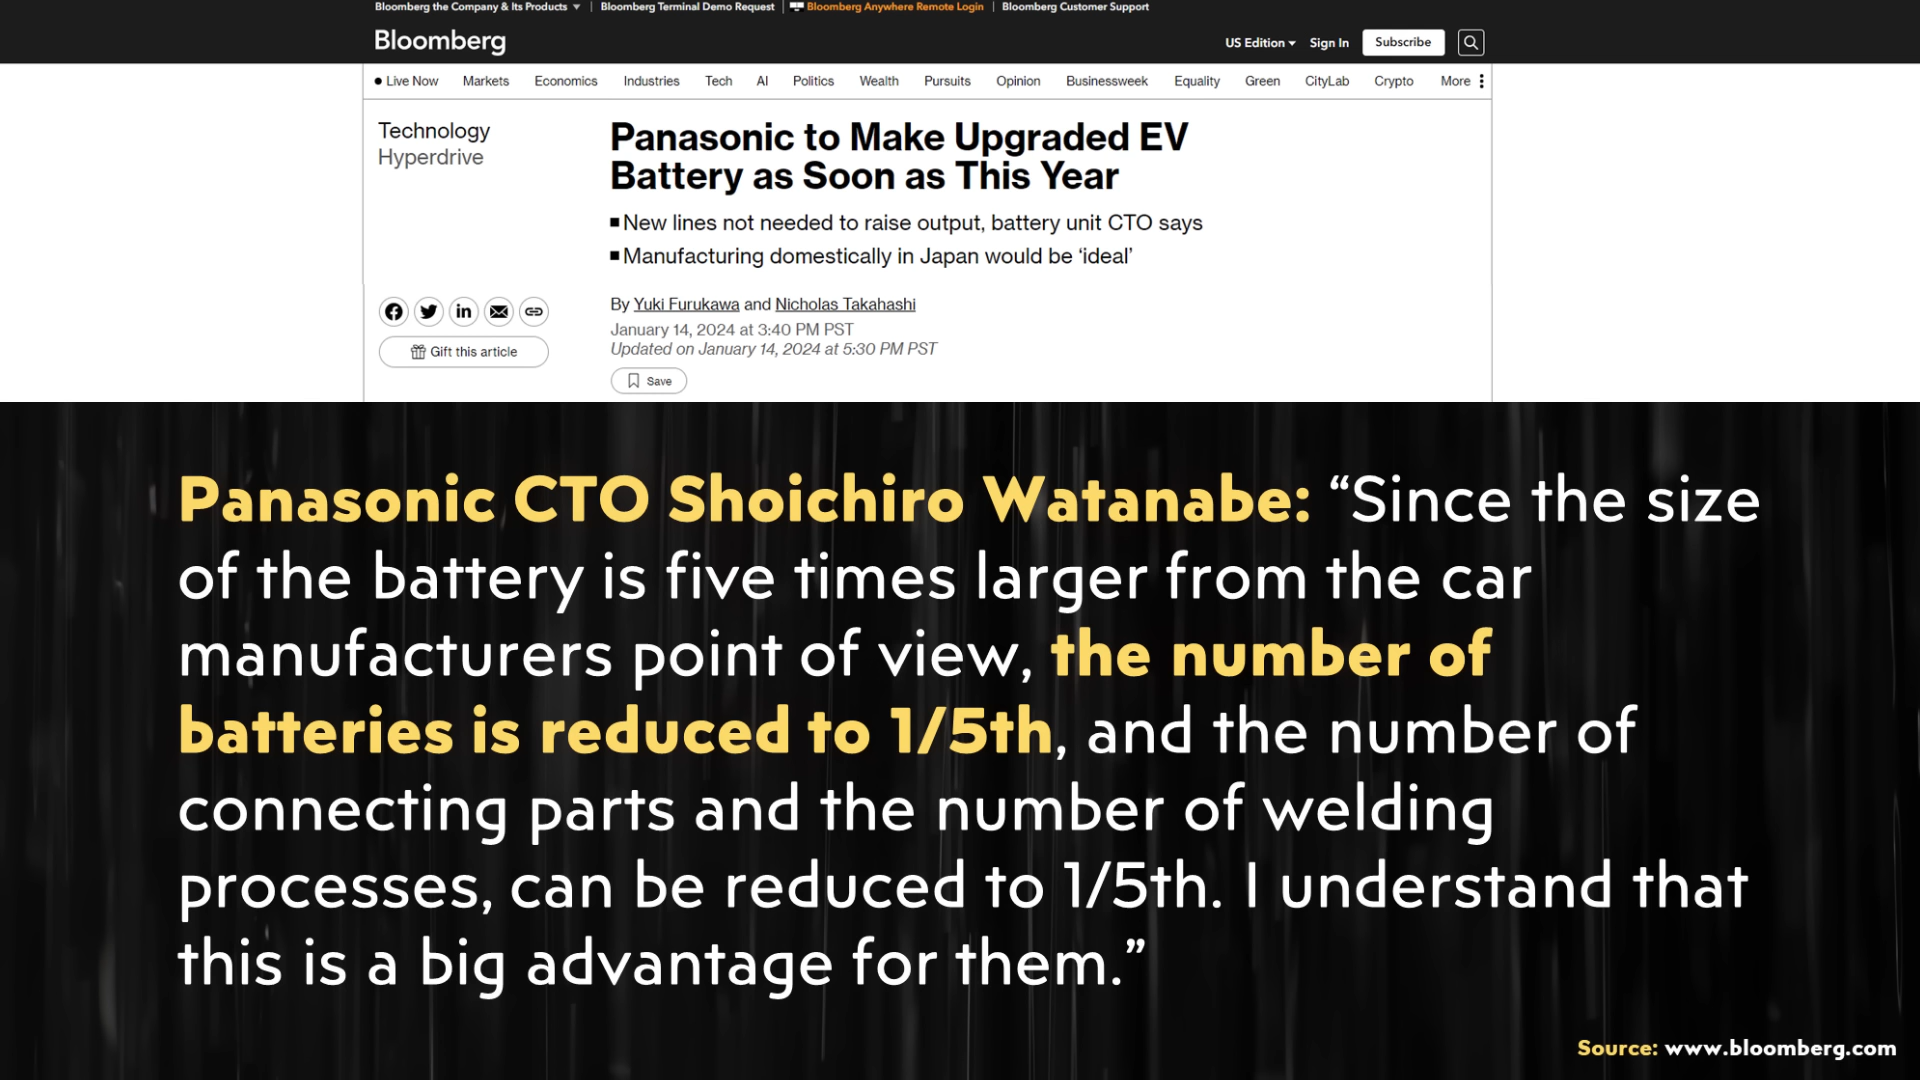 Bloomberg the Company & Its Products | Bloomberg Terminal Demo Request | Bloomberg Anywhere Remote Login | Bloomberg Customer Support
Bloomberg US Edition Sign In Subscribe
Live Now Markets Economics Industries Tech AI Politics Wealth Pursuits Opinion Businessweek Equality Green CityLab Crypto More
Technology
Hyperdrive
Panasonic to Make Upgraded EV
Battery as Soon as This Year
New lines not needed to raise output, battery unit CTO says
Manufacturing domestically in Japan would be ‘ideal’
Gift this article
By Yuki Furukawa and Nicholas Takahashi
January 14, 2024 at 3:40 PM PST
Updated on January 14, 2024 at 5:30 PM PST
Save
Panasonic CTO Shoichiro Watanabe: “Since the size
of the battery is five times larger from the car
manufacturers point of view, the number of
batteries is reduced to 1/5th, and the number of
connecting parts and the number of welding
processes, can be reduced to 1/5th. I understand that
this is a big advantage for them.”
Source: www.bloomberg.com